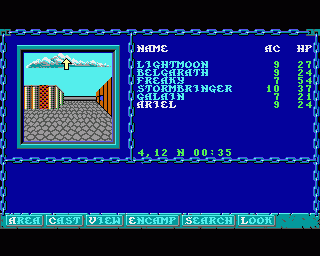 NAME AC HP
LIGHTMOON 9 27
BELGARATH 9 24
FREAKY 7 54
STORMBRINGER 10 37
GALAIN 7 21
ARIEL 9 24
4,12 N 00:35
AREA CAST VIEW ENCAMP SEARCH LOOK